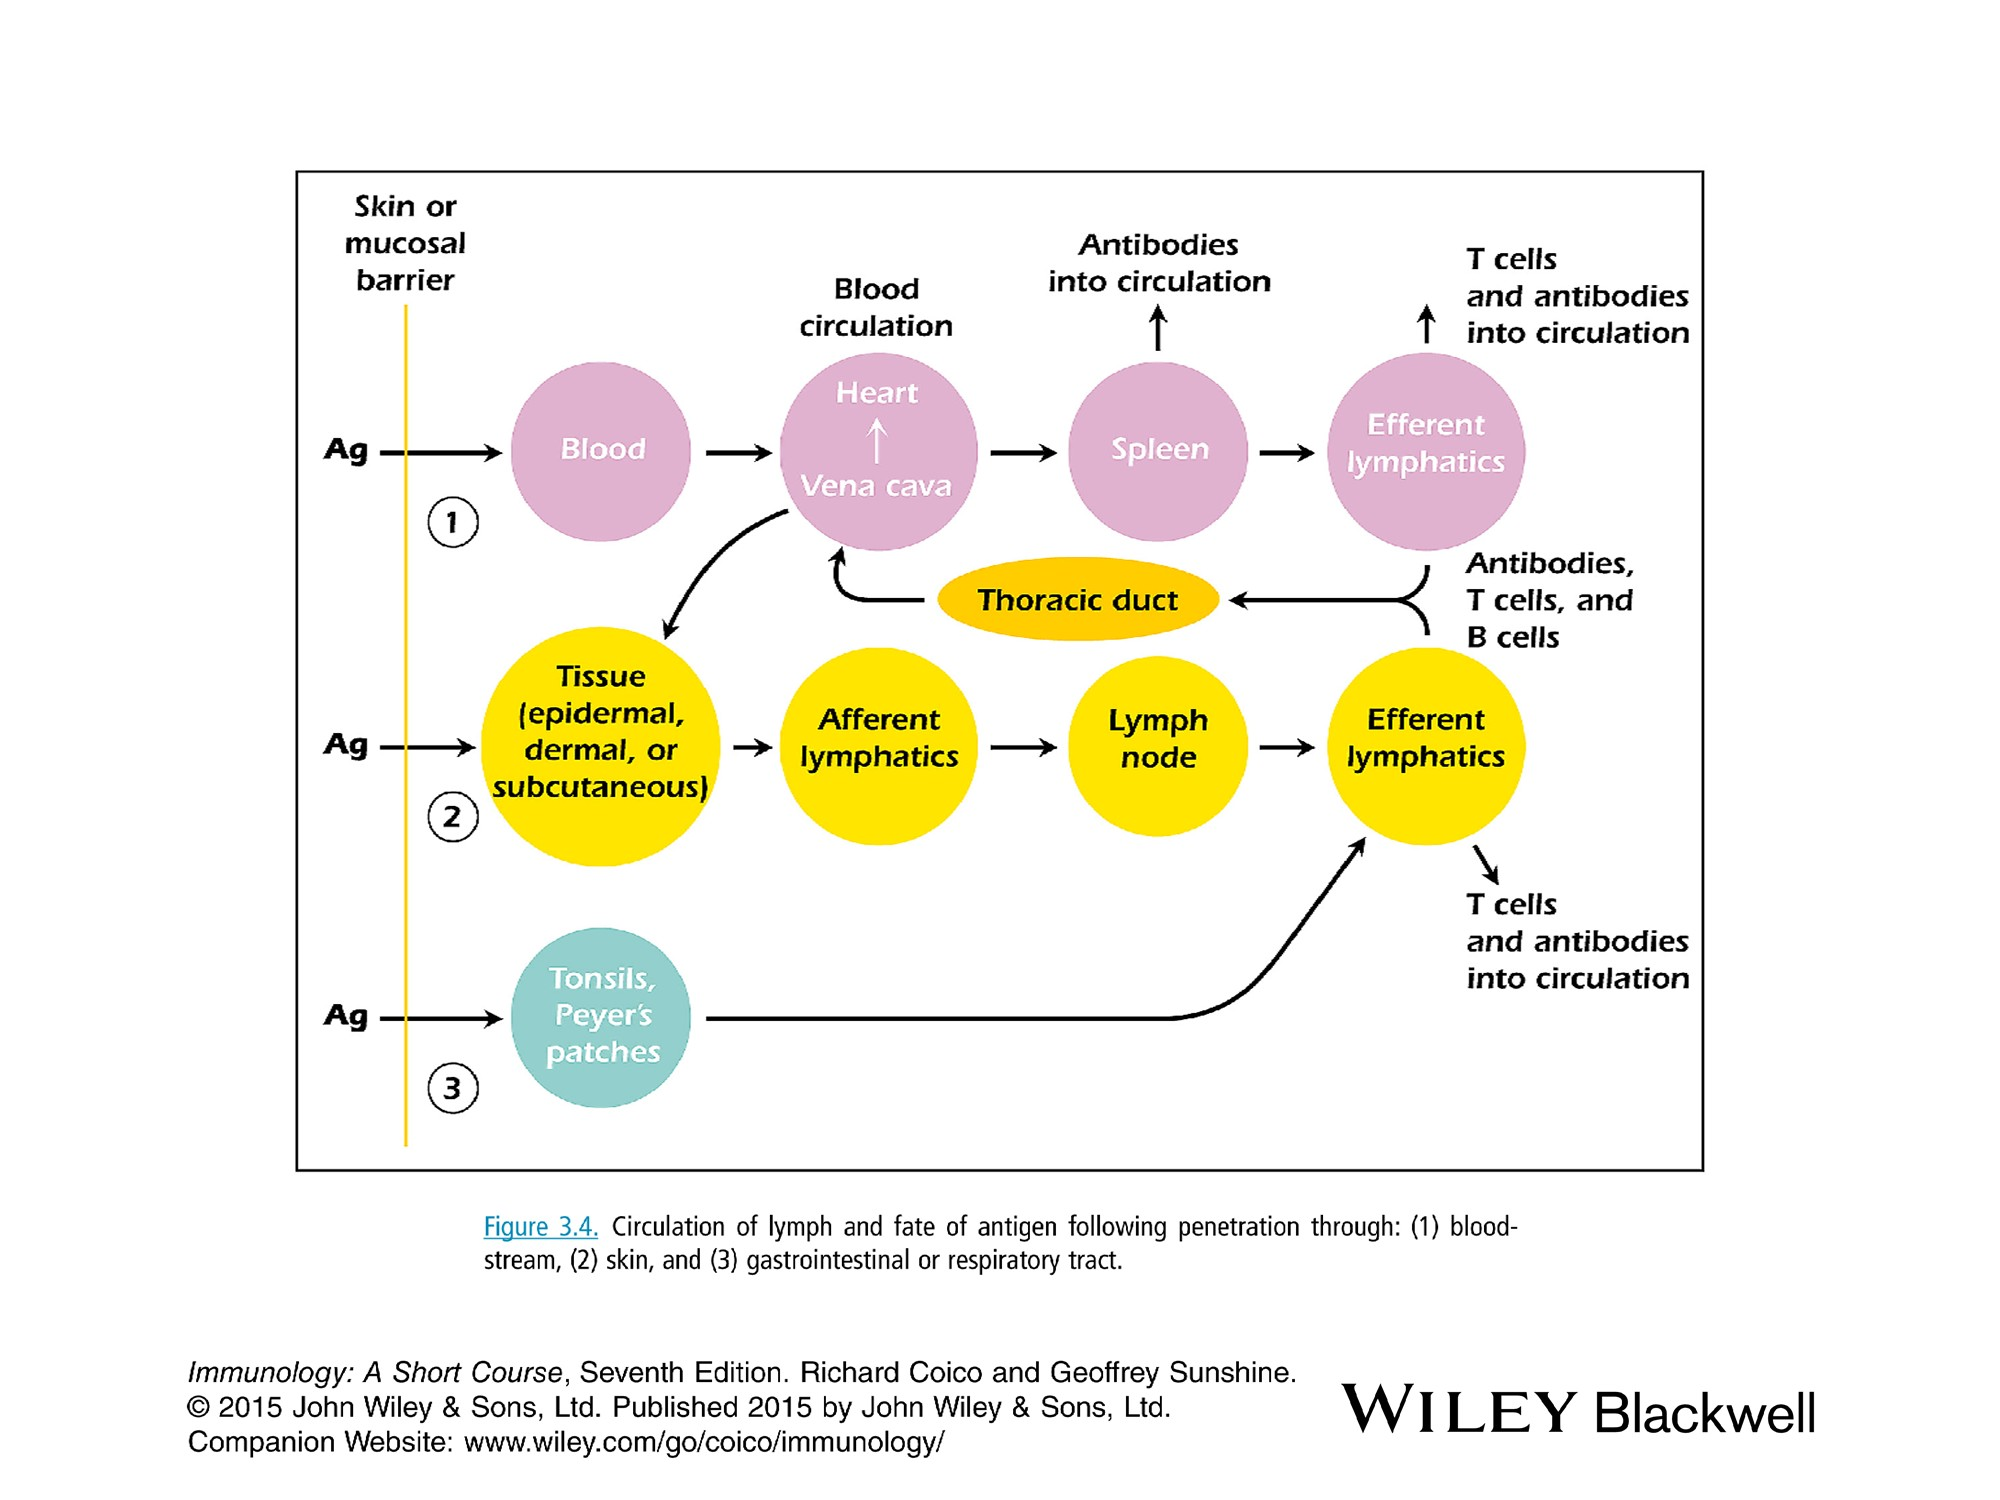 Skin or
mucosal
barrier
Blood
circulation
Antibodies
into circulation
T cells
and antibodies
into circulation
Ag
1
Blood
Heart
Vena cava
Spleen
Efferent
lymphatics
Thoracic duct
Antibodies,
T cells, and
B cells
Ag
2
Tissue
(epidermal,
dermal, or
subcutaneous)
Afferent
lymphatics
Lymph
node
Efferent
lymphatics
T cells
and antibodies
into circulation
Ag
3
Tonsils,
Peyer's
patches
Figure 3.4. Circulation of lymph and fate of antigen following penetration through: (1) blood-
stream, (2) skin, and (3) gastrointestinal or respiratory tract.
Immunology: A Short Course, Seventh Edition. Richard Coico and Geoffrey Sunshine.
© 2015 John Wiley & Sons, Ltd. Published 2015 by John Wiley & Sons, Ltd.
Companion Website: www.wiley.com/go/coico/immunology/
WILEY Blackwell